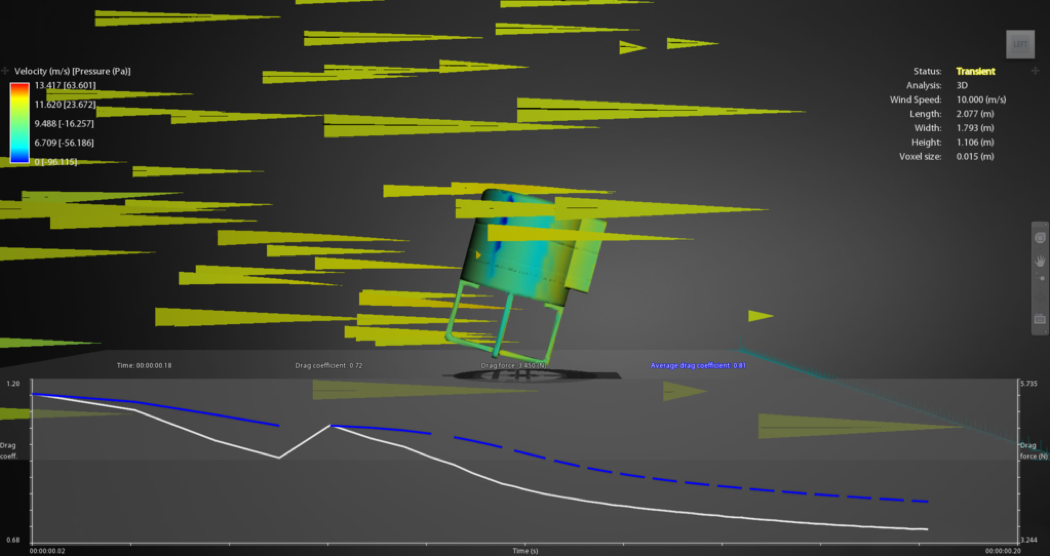 LEFT
Velocity (m/s) [Pressure (Pa)]
13.417 [63.601]
11.620 [23.672]
9.488 [-16.257]
6.709 [-56.186]
0 [-96.115]
Status: Transient
Analysis: 3D
Wind Speed: 10.000 (m/s)
Length: 2.077 (m)
Width: 1.793 (m)
Height: 1.106 (m)
Voxel size: 0.015 (m)
Time: 00:00:00.18
Drag coefficient: 0.72
Drag force: 3.450 (N)
Average drag coefficient: 0.81
1.20
5.735
Drag
coeff.
Drag
force (N)
0.68
3.244
00:00:00.02
Time (s)
00:00:00.20